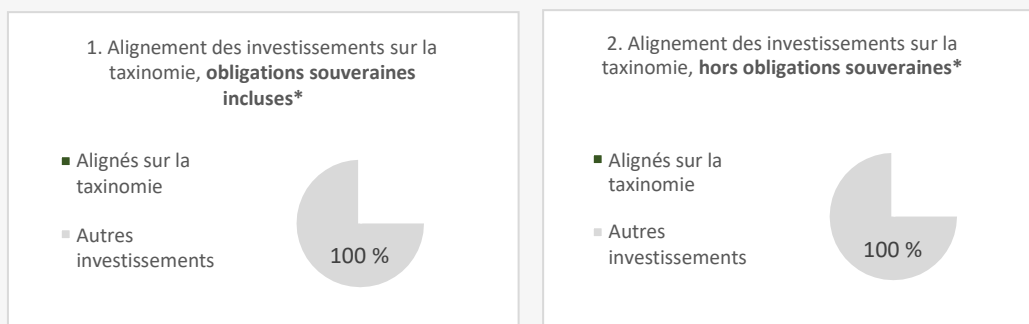 1. Alignement des investissements sur la
taxinomie, obligations souveraines
incluses*
Alignés sur la
taxinomie
Autres
investissements
100 %
2. Alignement des investissements sur la
taxinomie, hors obligations souveraines*
Alignés sur la
taxinomie
Autres
investissements
100 %